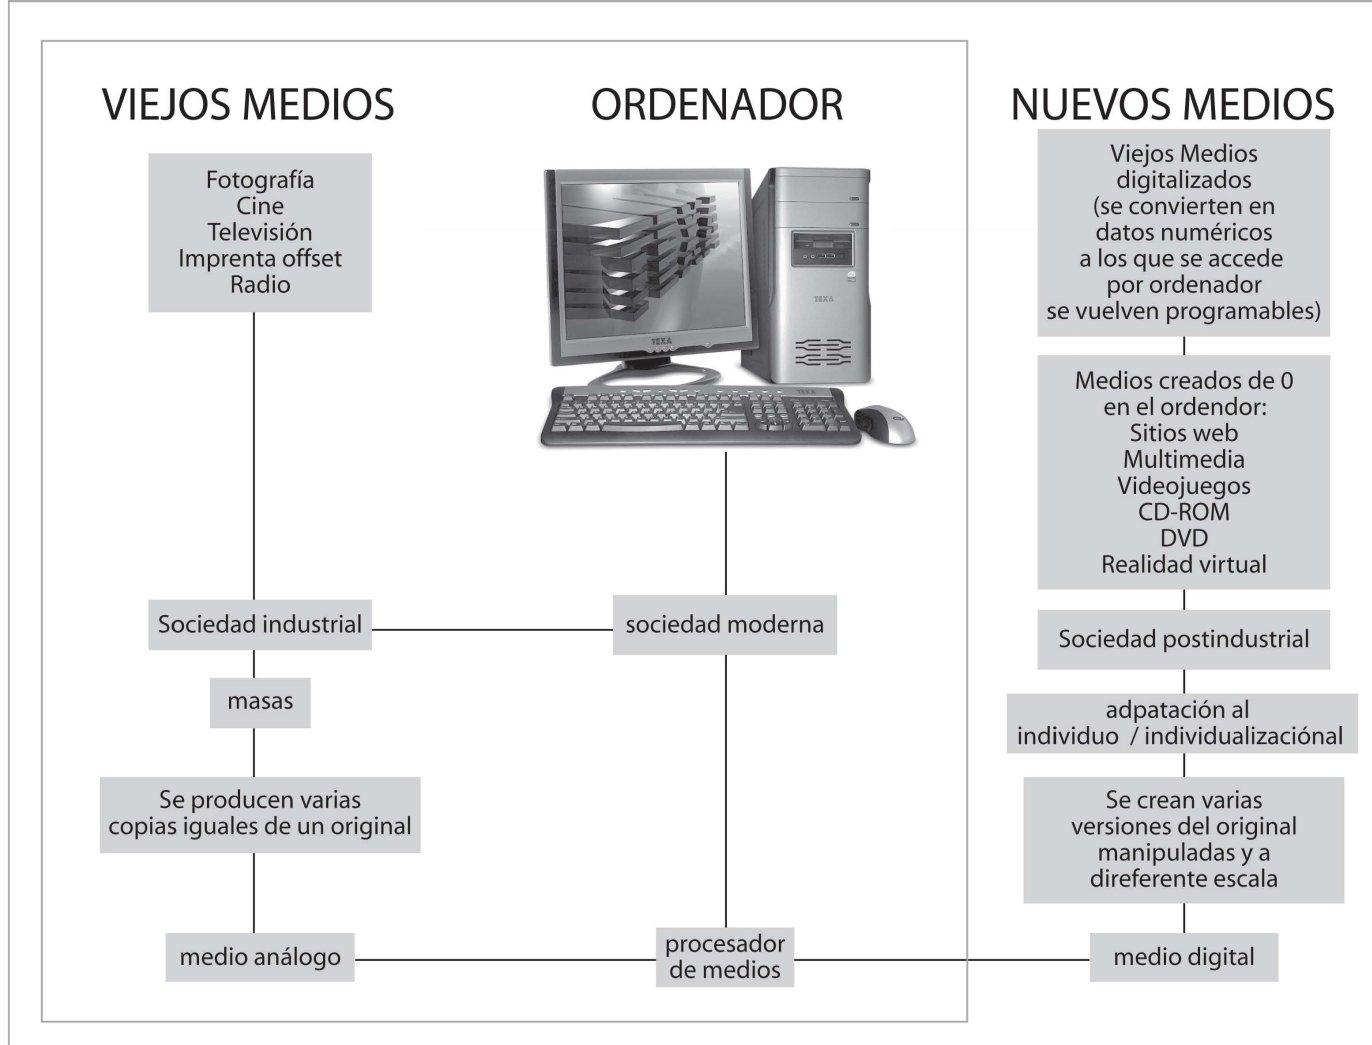 VIEJOS MEDIOS
Fotografía
Cine
Televisión
Imprenta offset
Radio
Sociedad industrial
masas
Se producen varias
copias iguales de un original
medio análogo
ORDENADOR
TEXA
TEXA
TEXA
sociedad moderna
procesador
de medios
NUEVOS MEDIOS
Viejos Medios
digitalizados
(se convierten en
datos numéricos
a los que se accede
por ordenador
se vuelven programables)
Medios creados de 0
en el ordendor:
Sitios web
Multimedia
Videojuegos
CD-ROM
DVD
Realidad virtual
Sociedad postindustrial
adpatación al
individuo / individualizaciónal
Se crean varias
versiones del original
manipuladas y a
direferente escala
medio digital